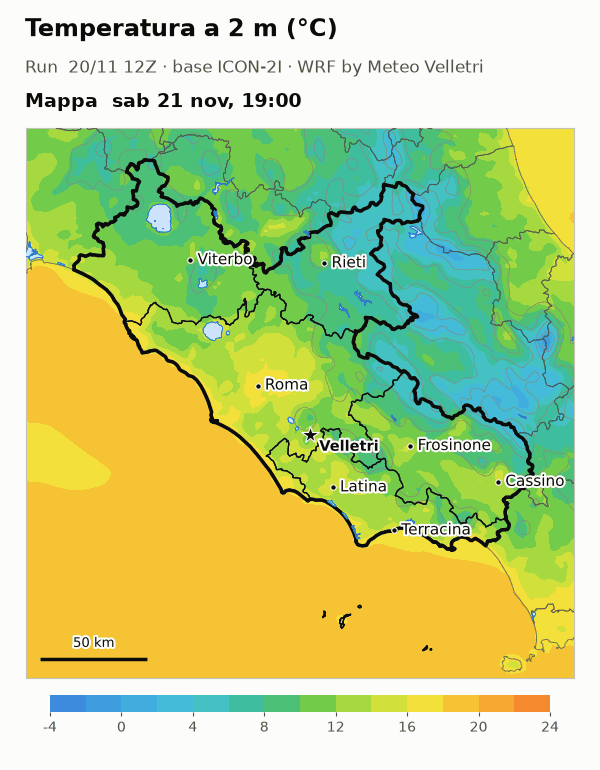 Temperatura a 2 m (°C)
Run  20/11 12Z · base ICON-2I · WRF by Meteo Velletri
Mappa  sab 21 nov, 19:00
Viterbo
Rieti
Roma
Velletri
Frosinone
Cassino
Latina
Terracina
50 km
-4 0 4 8 12 16 20 24